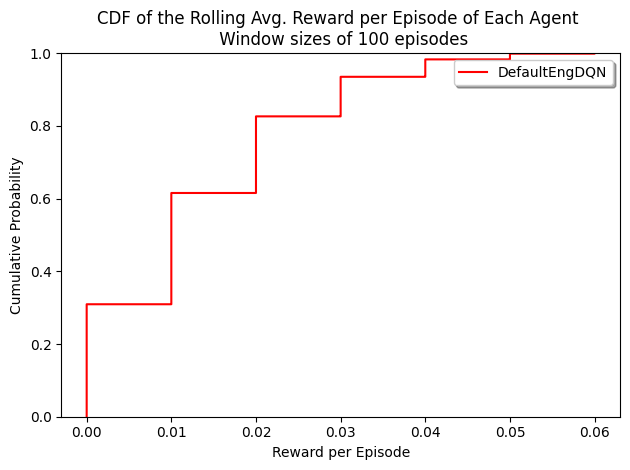 CDF of the Rolling Avg. Reward per Episode of Each Agent
Window sizes of 100 episodes
DefaultEngDQN
Cumulative Probability
1.0
0.8
0.6
0.4
0.2
0.0
0.00 0.01 0.02 0.03 0.04 0.05 0.06
Reward per Episode